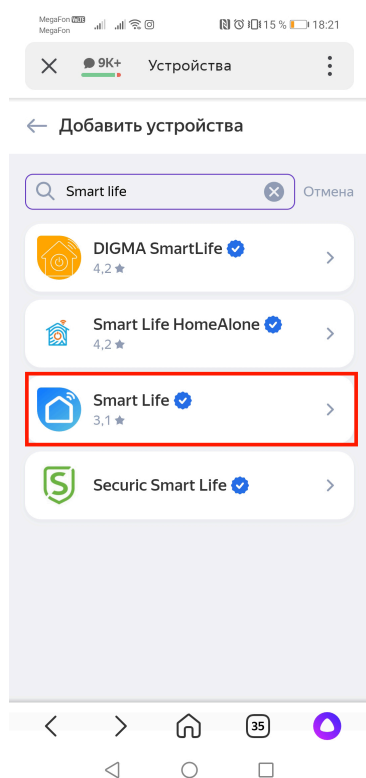 MegaFon VoLTE
MegaFon
15 % 18:21
9K+ Устройства
Добавить устройства
Smart life
Отмена
DIGMA SmartLife
4,2
Smart Life HomeAlone
4,2
Smart Life
3,1
S Securic Smart Life
35